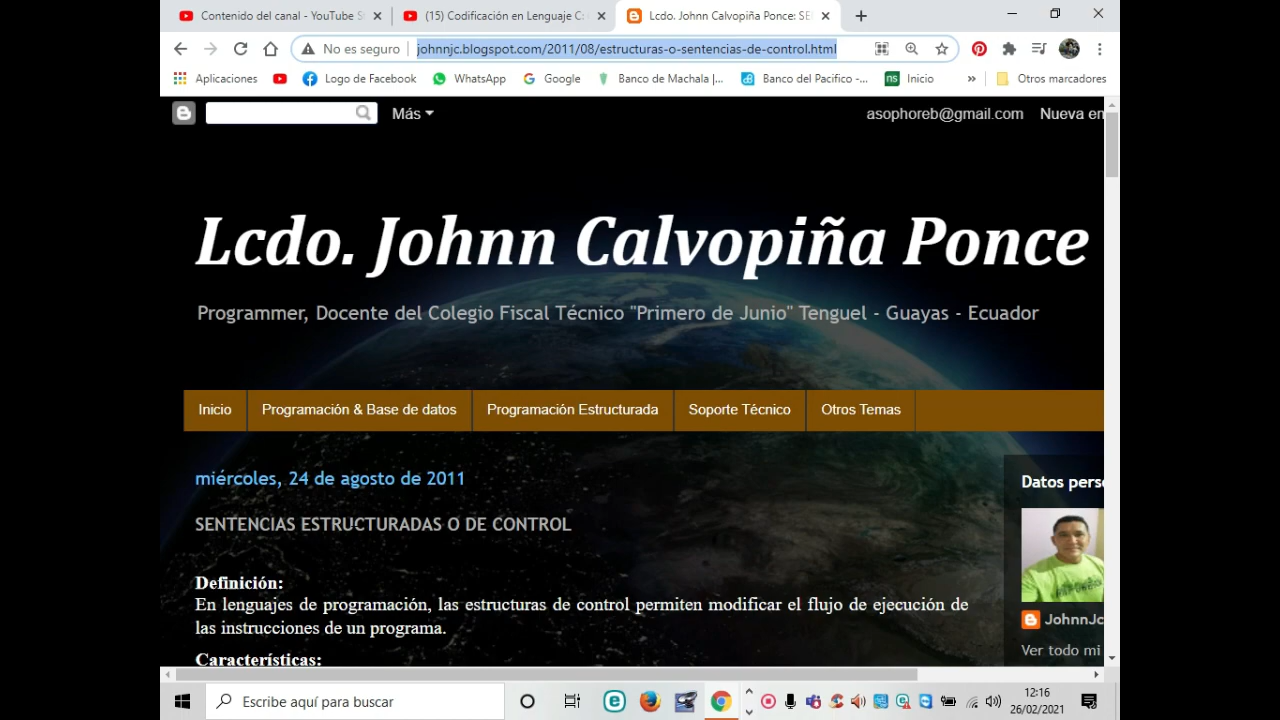 Contenido del canal - YouTube S
(15) Codificación en Lenguaje C:
Lcdo. Johnn Calvopiña Ponce: SE
No es seguro
johnnjc.blogspot.com/2011/08/estructuras-o-sentencias-de-control.html
Aplicaciones Logo de Facebook WhatsApp Google Banco de Machala |... Banco del Pacifico -... Inicio » Otros marcadores
Más asophoreb@gmail.com Nueva en
Lcdo. Johnn Calvopiña Ponce
Programmer, Docente del Colegio Fiscal Técnico "Primero de Junio" Tenguel - Guayas - Ecuador
Inicio Programación & Base de datos Programación Estructurada Soporte Técnico Otros Temas
miércoles, 24 de agosto de 2011
SENTENCIAS ESTRUCTURADAS O DE CONTROL
Definición:
En lenguajes de programación, las estructuras de control permiten modificar el flujo de ejecución de
las instrucciones de un programa.
Características:
Datos pers
JohnnJc
Ver todo mi
Escribe aquí para buscar
12:16
26/02/2021